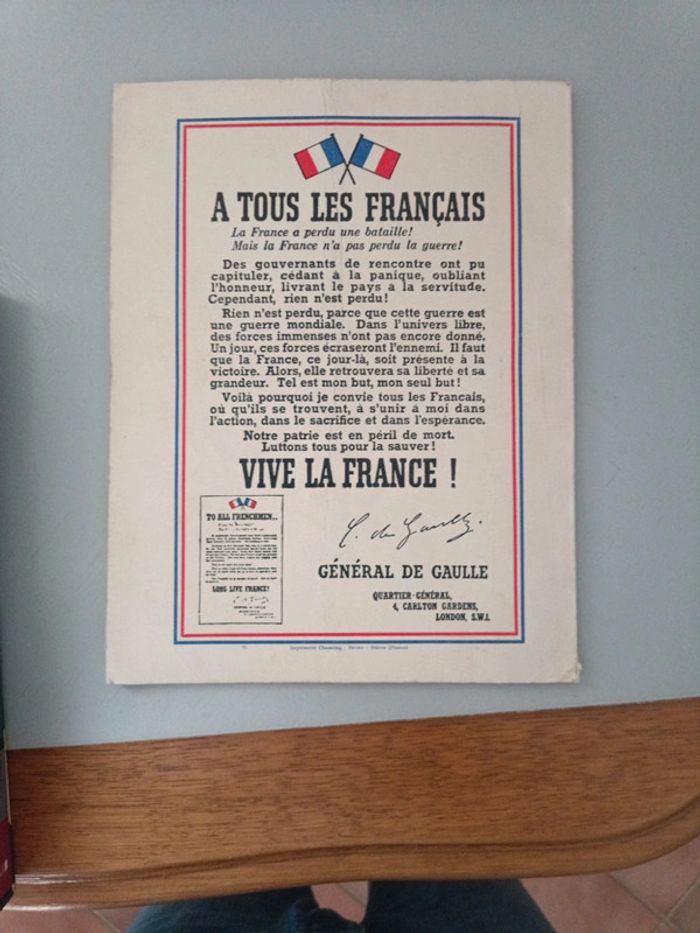 A TOUS LES FRANÇAIS
La France a perdu une bataille!
Mais la France n'a pas perdu la guerre!
Des gouvernants de rencontre ont pu
capituler, cédant à la panique, oubliant
l'honneur, livrant le pays à la servitude.
Cependant, rien n'est perdu!
Rien n'est perdu, parce que cette guerre est
une guerre mondiale. Dans l'univers libre,
des forces immenses n'ont pas encore donné.
Un jour, ces forces écraseront l'ennemi. Il faut
que la France, ce jour-là, soit présente à la
victoire. Alors, elle retrouvera sa liberté et sa
grandeur. Tel est mon but, mon seul but!
Voilà pourquoi je convie tous les Francais,
où qu'ils se trouvent, à s'unir à moi dans
l'action, dans le sacrifice et dans l'espérance.
Notre patrie est en péril de mort.
Luttons tous pour la sauver!
VIVE LA FRANCE !
TO ALL FRENCHMEN...
LONG LIVE FRANCE!
C. de Gaulle.
GÉNÉRAL DE GAULLE
QUARTIER-GÉNÉRAL,
4, CARLTON GARDENS,
LONDON, S.W.1.
Imprimerie